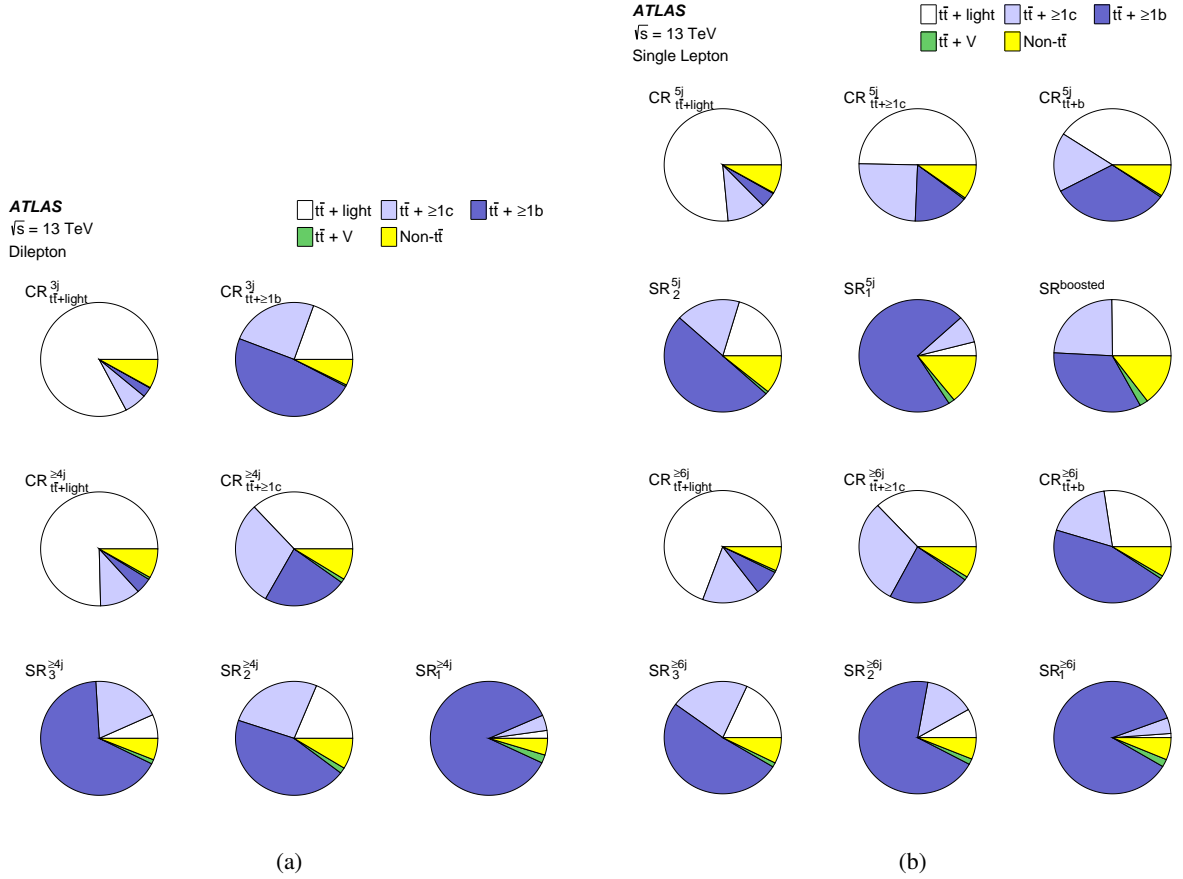 ATLAS
√s = 13 TeV
Dilepton
tt̄ + light tt̄ + ≥1c tt̄ + ≥1b
tt̄ + V Non-tt̄
CR 3j tt̄+light CR 3j tt̄+≥1b
CR ≥4j tt̄+light CR ≥4j tt̄+≥1c
SR ≥4j 3 SR ≥4j 2 SR ≥4j 1
(a)
ATLAS
√s = 13 TeV
Single Lepton
tt̄ + light tt̄ + ≥1c tt̄ + ≥1b
tt̄ + V Non-tt̄
CR 5j tt̄+light CR 5j tt̄+≥1c CR 5j tt̄+b
SR 5j 2 SR 5j 1 SR boosted
CR ≥6j tt̄+light CR ≥6j tt̄+≥1c CR ≥6j tt̄+b
SR ≥6j 3 SR ≥6j 2 SR ≥6j 1
(b)